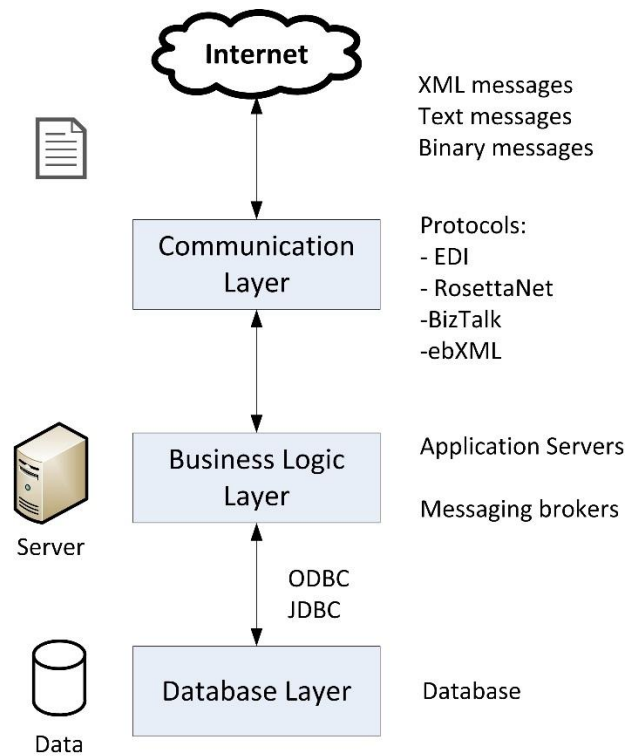 Internet
XML messages
Text messages
Binary messages
Communication
Layer
Protocols:
- EDI
- RosettaNet
-BizTalk
-ebXML
Business Logic
Layer
Application Servers
Messaging brokers
Server
ODBC
JDBC
Database Layer
Database
Data